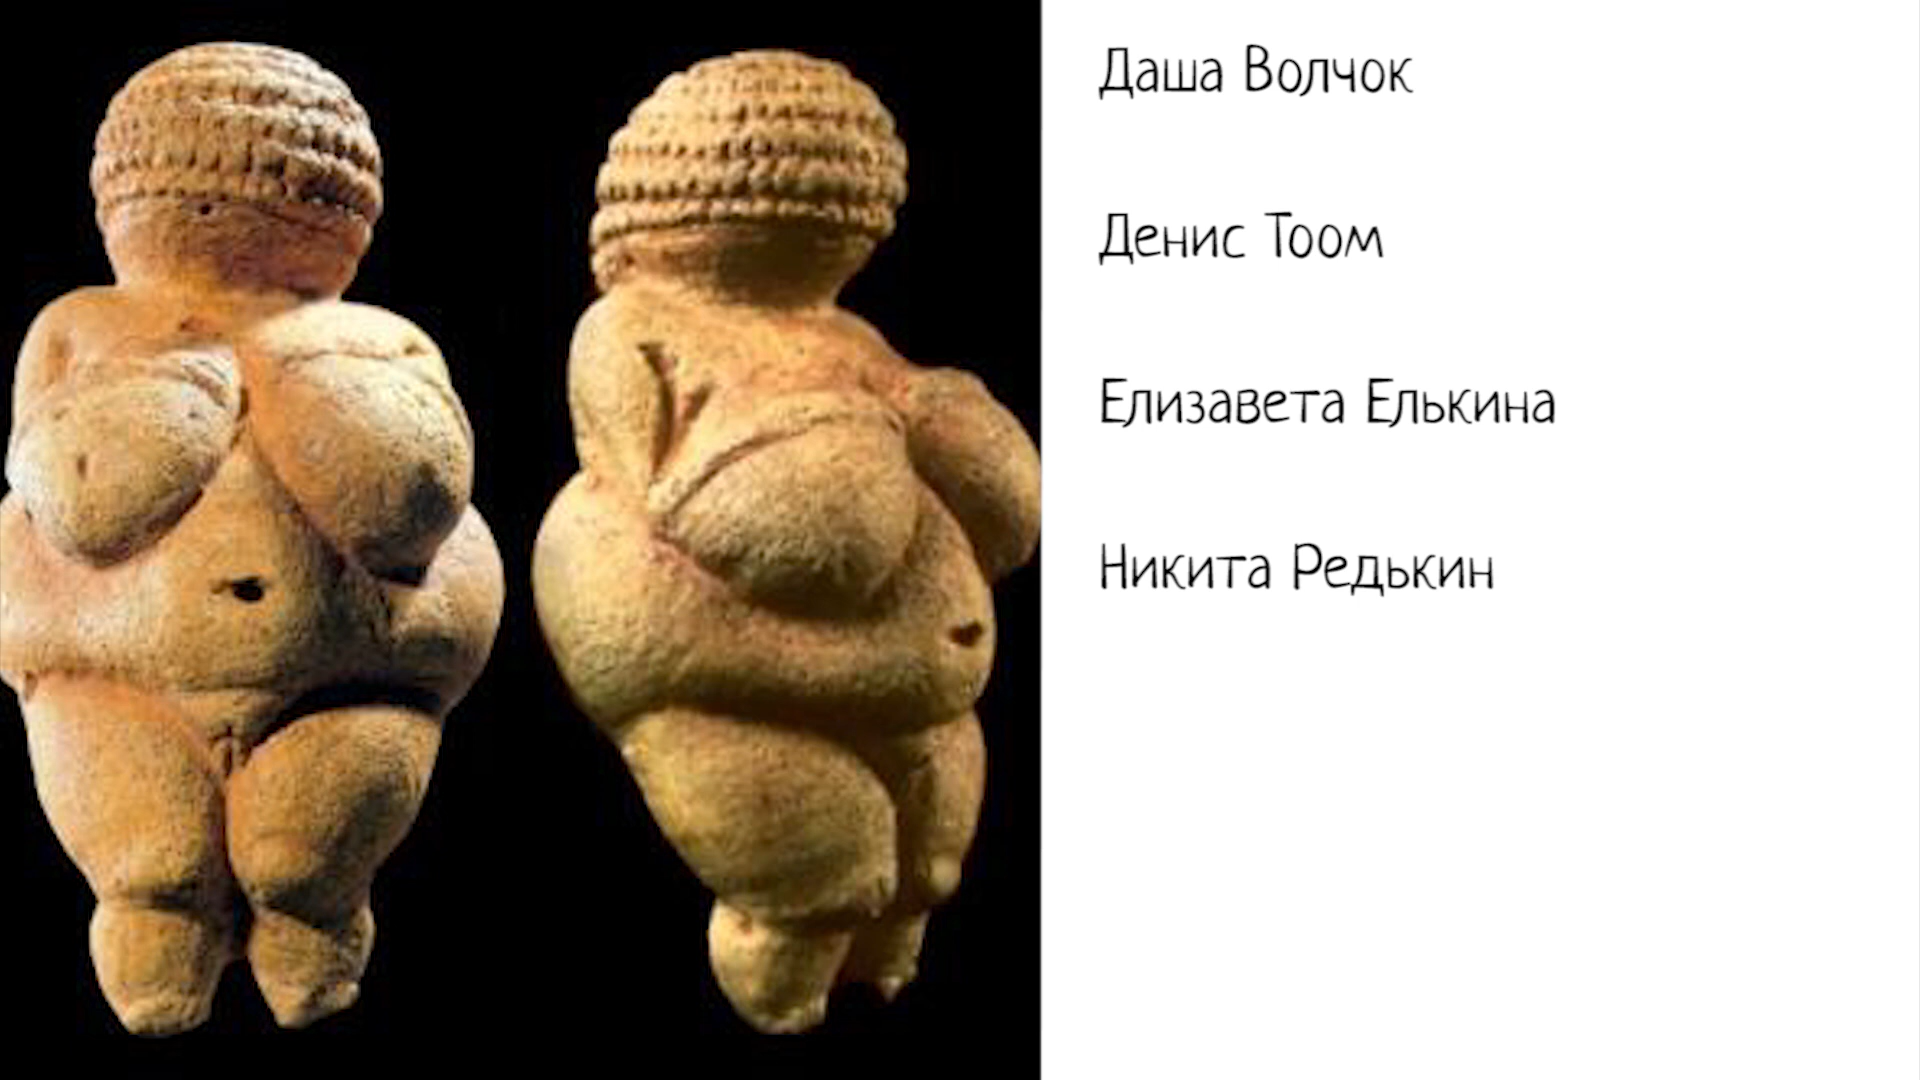 Даша Волчок
Денис Тоом
Елизавета Елькина
Никита Редькин